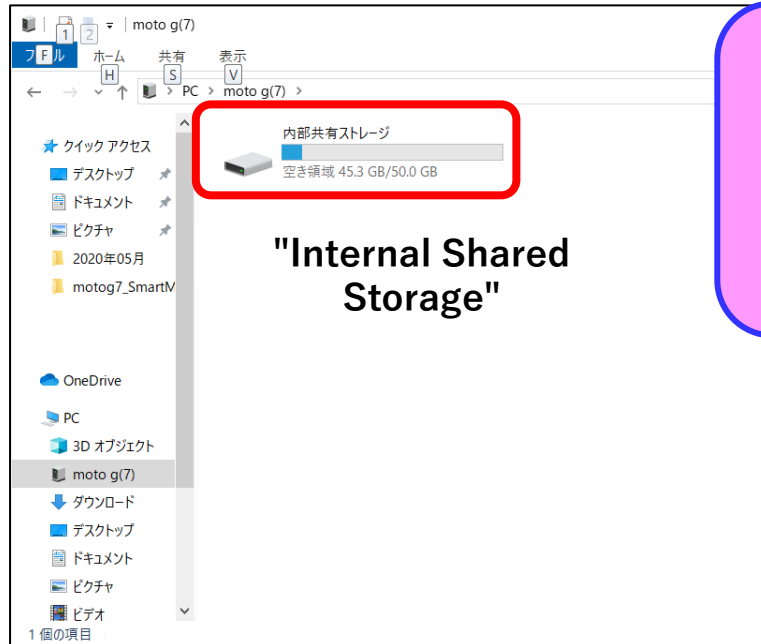 moto g(7)
1 2
フ F ル ホーム 共有 表示
H S V
PC > moto g(7) >
クイック アクセス
デスクトップ
ドキュメント
ピクチャ
2020年05月
motog7_SmartM
OneDrive
PC
3D オブジェクト
moto g(7)
ダウンロード
デスクトップ
ドキュメント
ピクチャ
ビデオ
1 個の項目
内部共有ストレージ
空き領域 45.3 GB/50.0 GB
"Internal Shared
Storage"